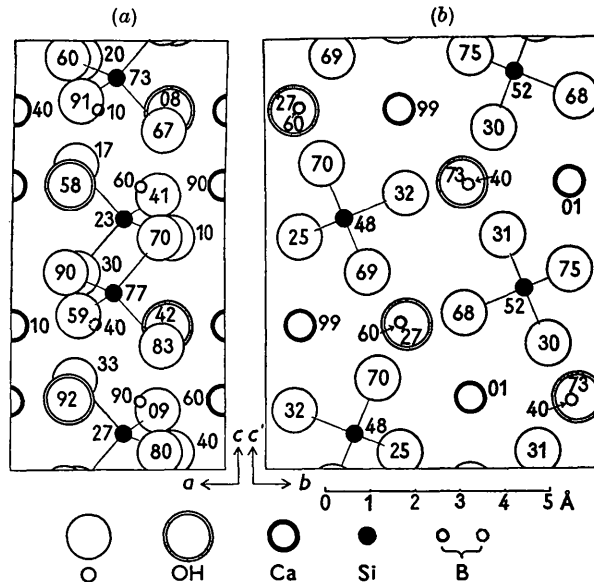 (a) (b)
60 20 73
40 91 10 08
67
17
58 60 41 90
23 70 10
90 30
77
10 59 40 42
83
33
92 90 09 60
27 80 40
69 75 52
27 60 99 68
30
70 73 40
32 01
25 48
69 31
75
99 68 52
60 27 30
70
32 01 73
40
48 25 31
c c'
a b
0 1 2 3 4 5 Å
O OH Ca Si B